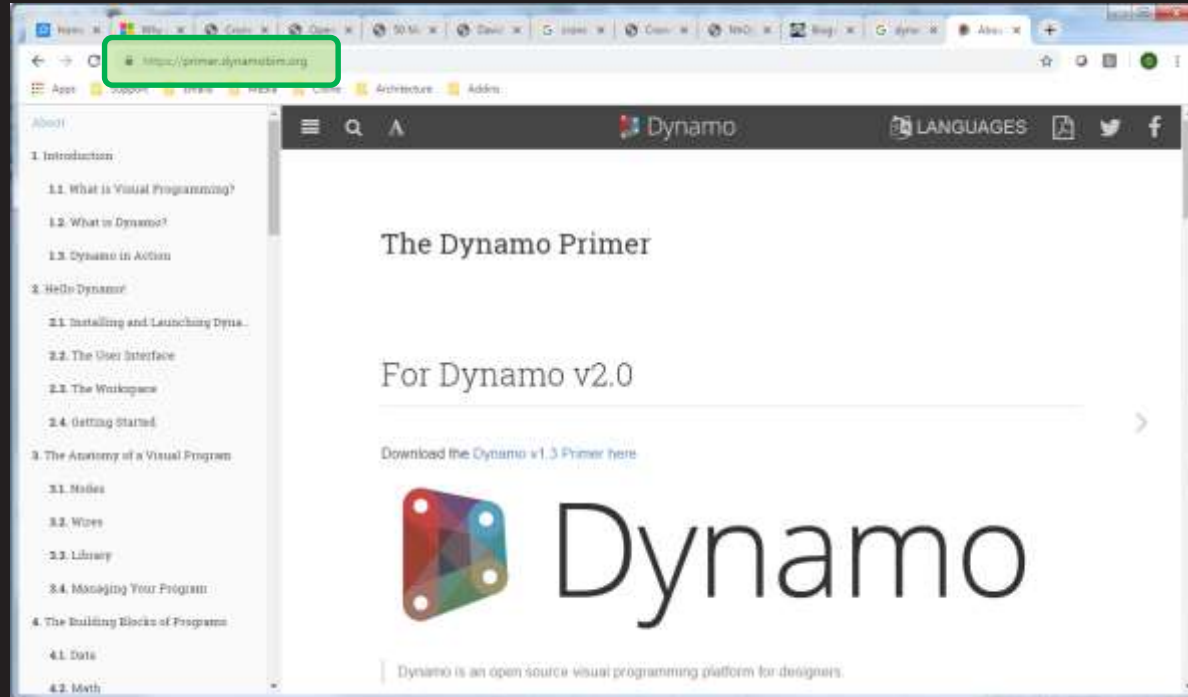 https://primer.dynamobim.org
Apps
Support
Media
Architecture
Addins
About
1. Introduction
1.1. What is Visual Programming?
1.2. What is Dynamo?
1.3. Dynamo in Action
2. Hello Dynamo!
2.1. Installing and Launching Dyna..
2.2. The User Interface
2.3. The Workspace
2.4. Getting Started
3. The Anatomy of a Visual Program
3.1. Nodes
3.2. Wires
3.3. Library
3.4. Managing Your Program
4. The Building Blocks of Programs
4.1. Data
4.2. Math
A
Dynamo
LANGUAGES
The Dynamo Primer
For Dynamo v2.0
Download the Dynamo v1.3 Primer here
Dynamo
Dynamo is an open source visual programming platform for designers.